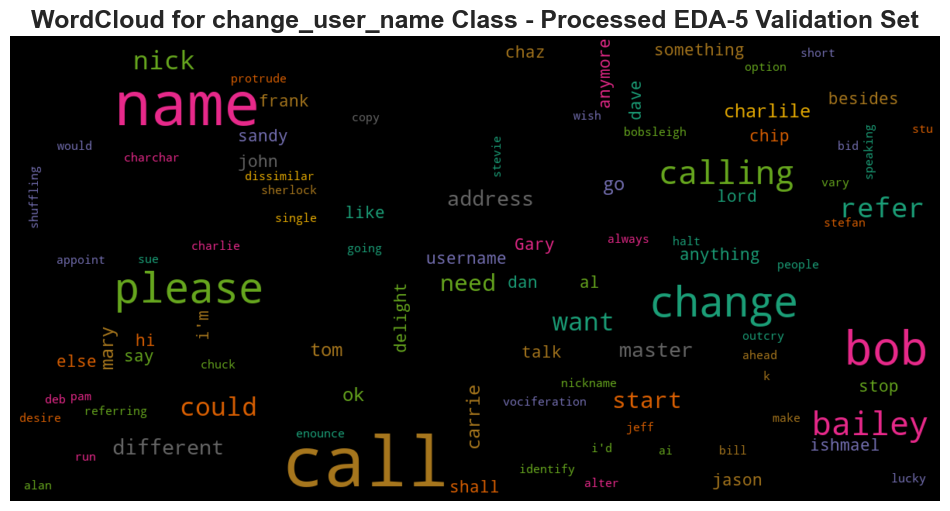 WordCloud for change_user_name Class - Processed EDA-5 Validation Set
nick
chaz
something
short
protrude
anymore
option
name
frank
dave
charlile
besides
copy
wish
bobsleigh
chip
stu
would
sandy
stevie
bid
speaking
charchar
john
dissimilar
calling
vary
shuffling
sherlock
go
lord
refer
single
like
address
stefan
charlie
going
Gary
always
halt
anything
appoint
sue
username
people
please
delight
need
dan
al
change
i'm
want
outcry
hi
mary
say
tom
talk
master
ahead
bob
else
chuck
nickname
k
stop
deb
pam
ok
carrie
vociferation
start
make
desire
referring
could
jeff
bailey
different
enounce
call
i'd
ai
bill
ishmael
run
identify
alan
shall
alter
jason
lucky